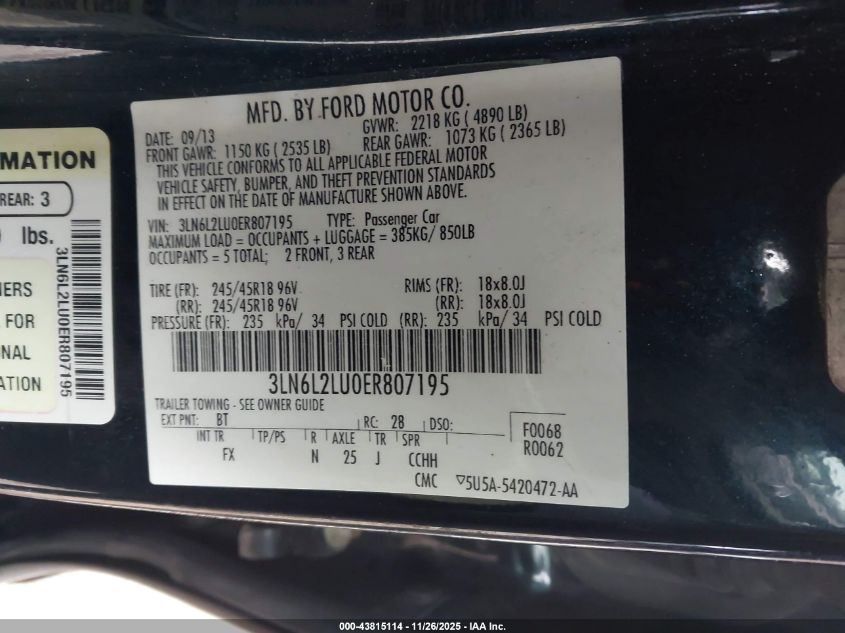 MFD. BY FORD MOTOR CO.
DATE: 09/13 GVWR: 2218 KG ( 4890 LB)
FRONT GAWR: 1150 KG ( 2535 LB) REAR GAWR: 1073 KG ( 2365 LB)
THIS VEHICLE CONFORMS TO ALL APPLICABLE FEDERAL MOTOR
VEHICLE SAFETY, BUMPER, AND THEFT PREVENTION STANDARDS
IN EFFECT ON THE DATE OF MANUFACTURE SHOWN ABOVE.
VIN: 3LN6L2LU0ER807195 TYPE: Passenger Car
MAXIMUM LOAD = OCCUPANTS + LUGGAGE = 385KG/ 850LB
OCCUPANTS = 5 TOTAL; 2 FRONT, 3 REAR
TIRE (FR): 245/45R18 96V RIMS (FR): 18x8.0J
(RR): 245/45R18 96V (RR): 18x8.0J
PRESSURE (FR): 235 kPa/ 34 PSI COLD (RR): 235 kPa/ 34 PSI COLD
3LN6L2LU0ER807195
TRAILER TOWING - SEE OWNER GUIDE
EXT PNT: BT RC: 28 DSO:
INT TR TP/PS R AXLE TR SPR
FX N 25 J CCHH
F0068
R0062
CMC ▽5U5A-5420472-AA
MATION
REAR: 3
lbs.
3LN6L2LU0ER807195
FOR
ATION
000-43815114 - 11/26/2025 - IAA Inc.